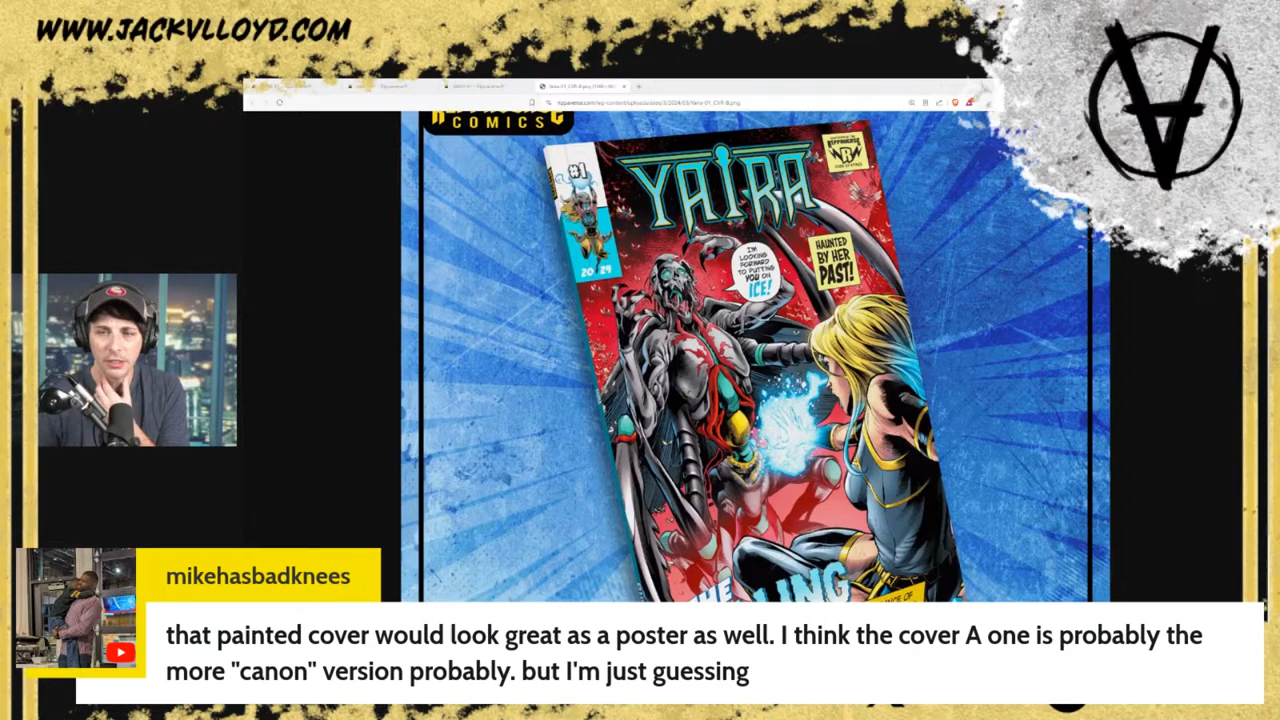 WWW.JACKVLLOYD.COM
COMICS
#1
YAIRA
RIPPAVERSE
R
I'M
LOOKING
FORWARD
TO PUTTING
YOU ON
ICE!
HAUNTED
BY HER
PAST!
2024
THE
mikehasbadknees
that painted cover would look great as a poster as well. I think the cover A one is probably the
more "canon" version probably. but I'm just guessing